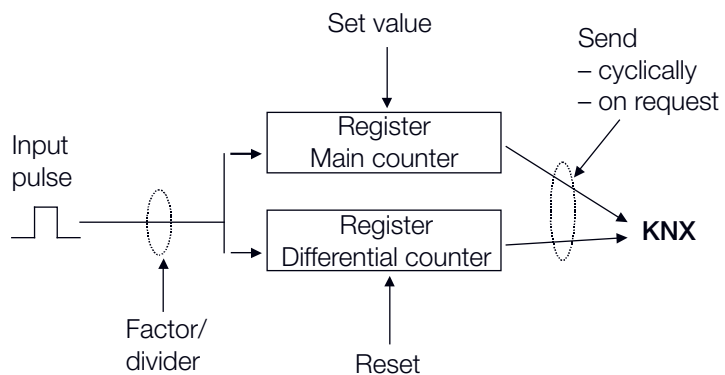 Set value
Send
– cyclically
– on request
Input
pulse
Register
Main counter
Register
Differential counter
KNX
Factor/
divider
Reset